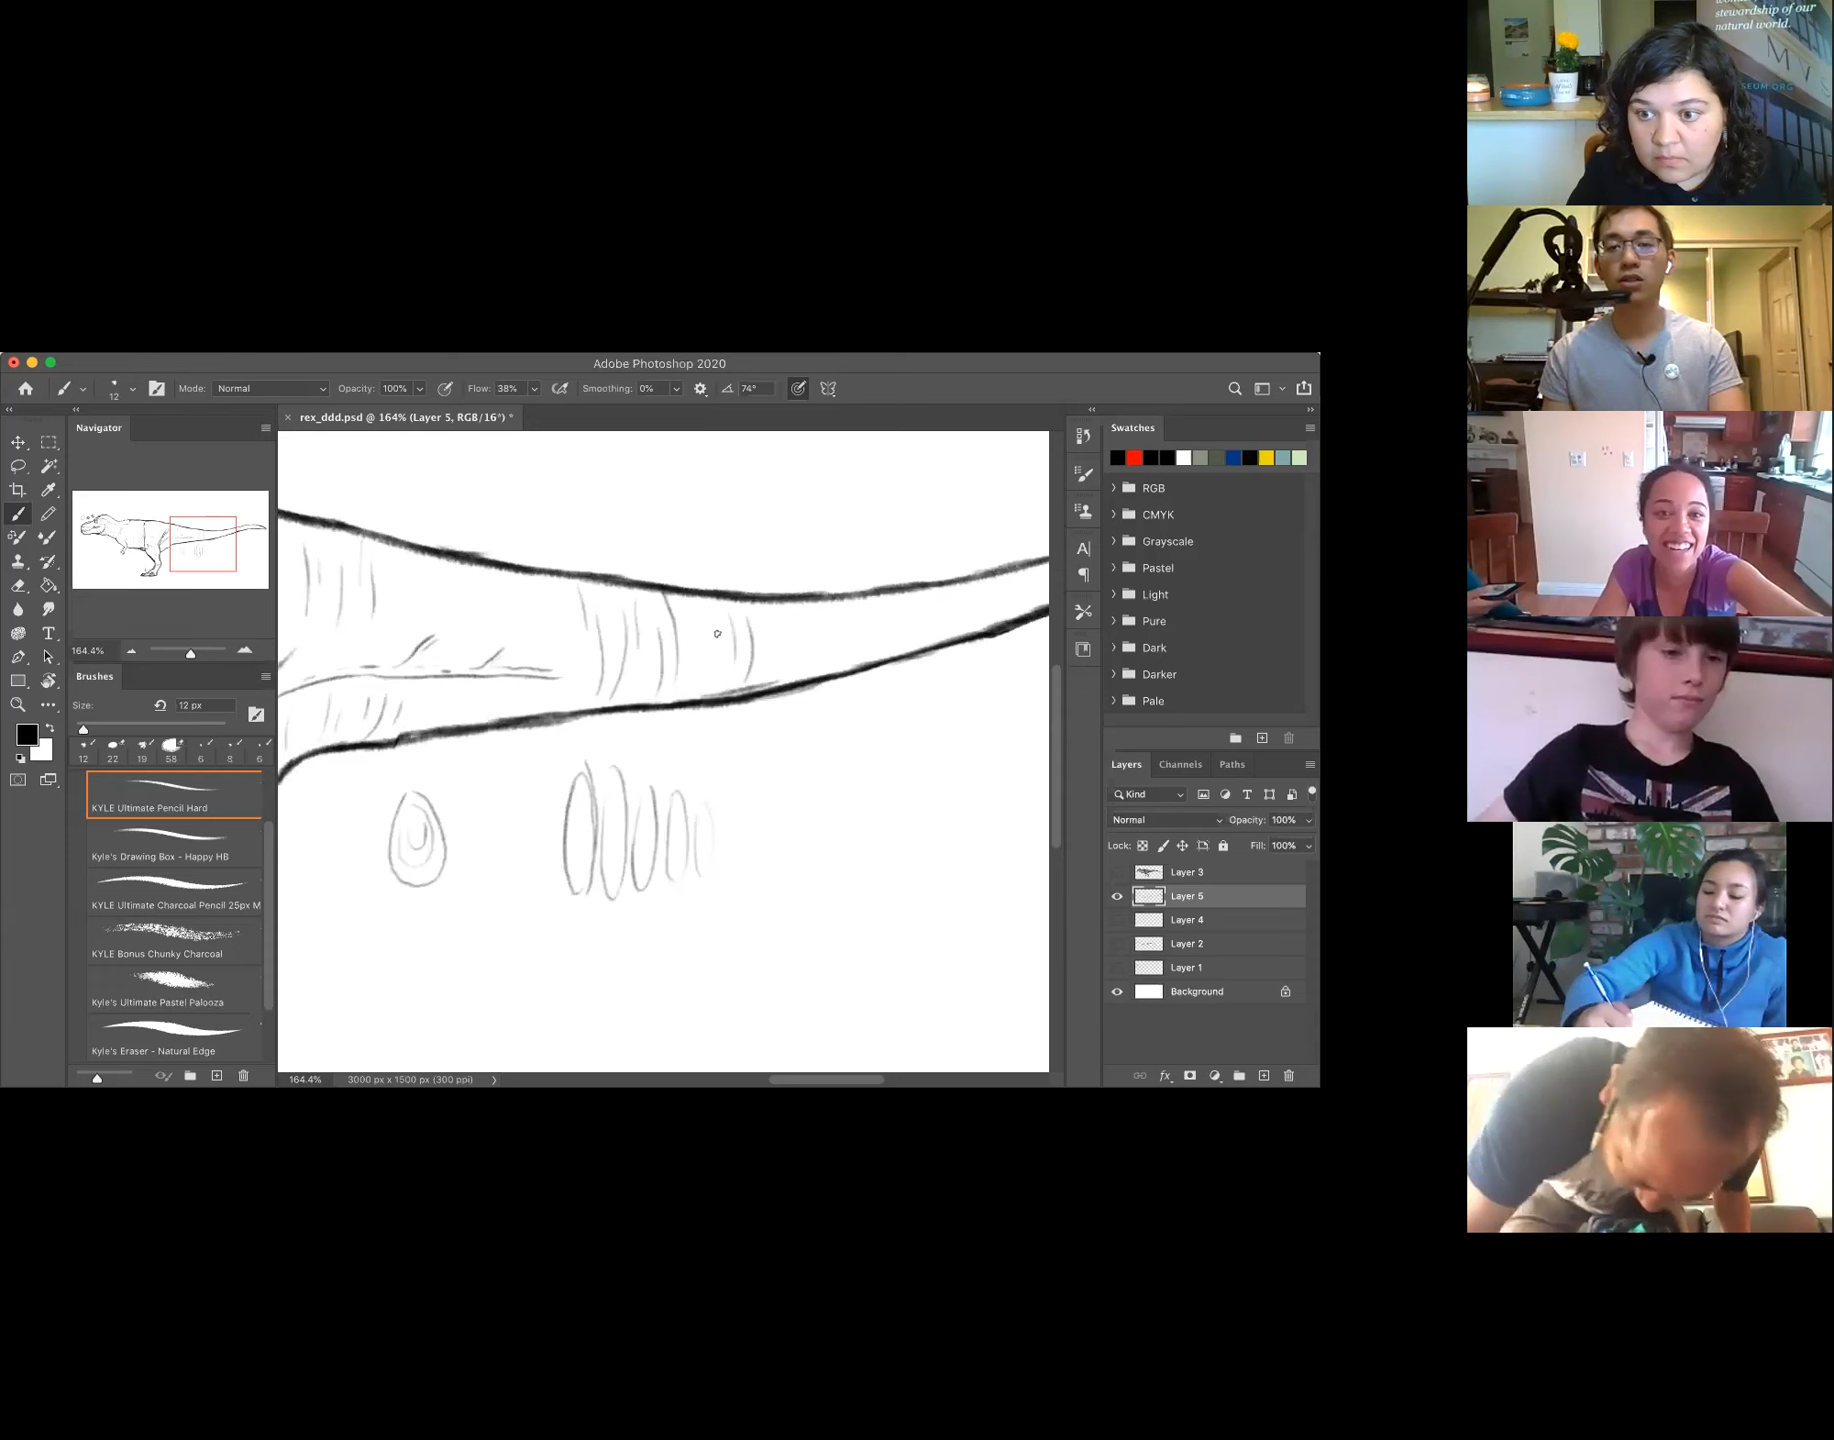 stewardship of our
natural world.
SEUM.ORG
Adobe Photoshop 2020
12
Mode: Normal
Opacity: 100%
Flow: 38%
Smoothing: 0%
74°
rex_ddd.psd @ 164% (Layer 5, RGB/16*) *
Navigator
164.4%
Brushes
Size: 12 px
12 22 19 58 6 8 6
KYLE Ultimate Pencil Hard
Kyle's Drawing Box - Happy HB
KYLE Ultimate Charcoal Pencil 25px M
KYLE Bonus Chunky Charcoal
Kyle's Ultimate Pastel Palooza
Kyle's Eraser - Natural Edge
164.4% 3000 px x 1500 px (300 ppi)
Swatches
RGB
CMYK
Grayscale
Pastel
Light
Pure
Dark
Darker
Pale
Layers Channels Paths
Kind
Normal Opacity: 100%
Lock: Fill: 100%
Layer 3
Layer 5
Layer 4
Layer 2
Layer 1
Background
fx